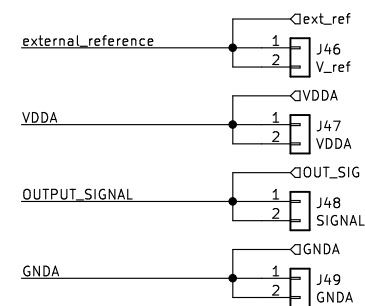 ext_ref
external_reference 1 J46
2 V_ref
VDDA
VDDA 1 J47
2 VDDA
OUT_SIG
OUTPUT_SIGNAL 1 J48
2 SIGNAL
GNDA
GNDA 1 J49
2 GNDA